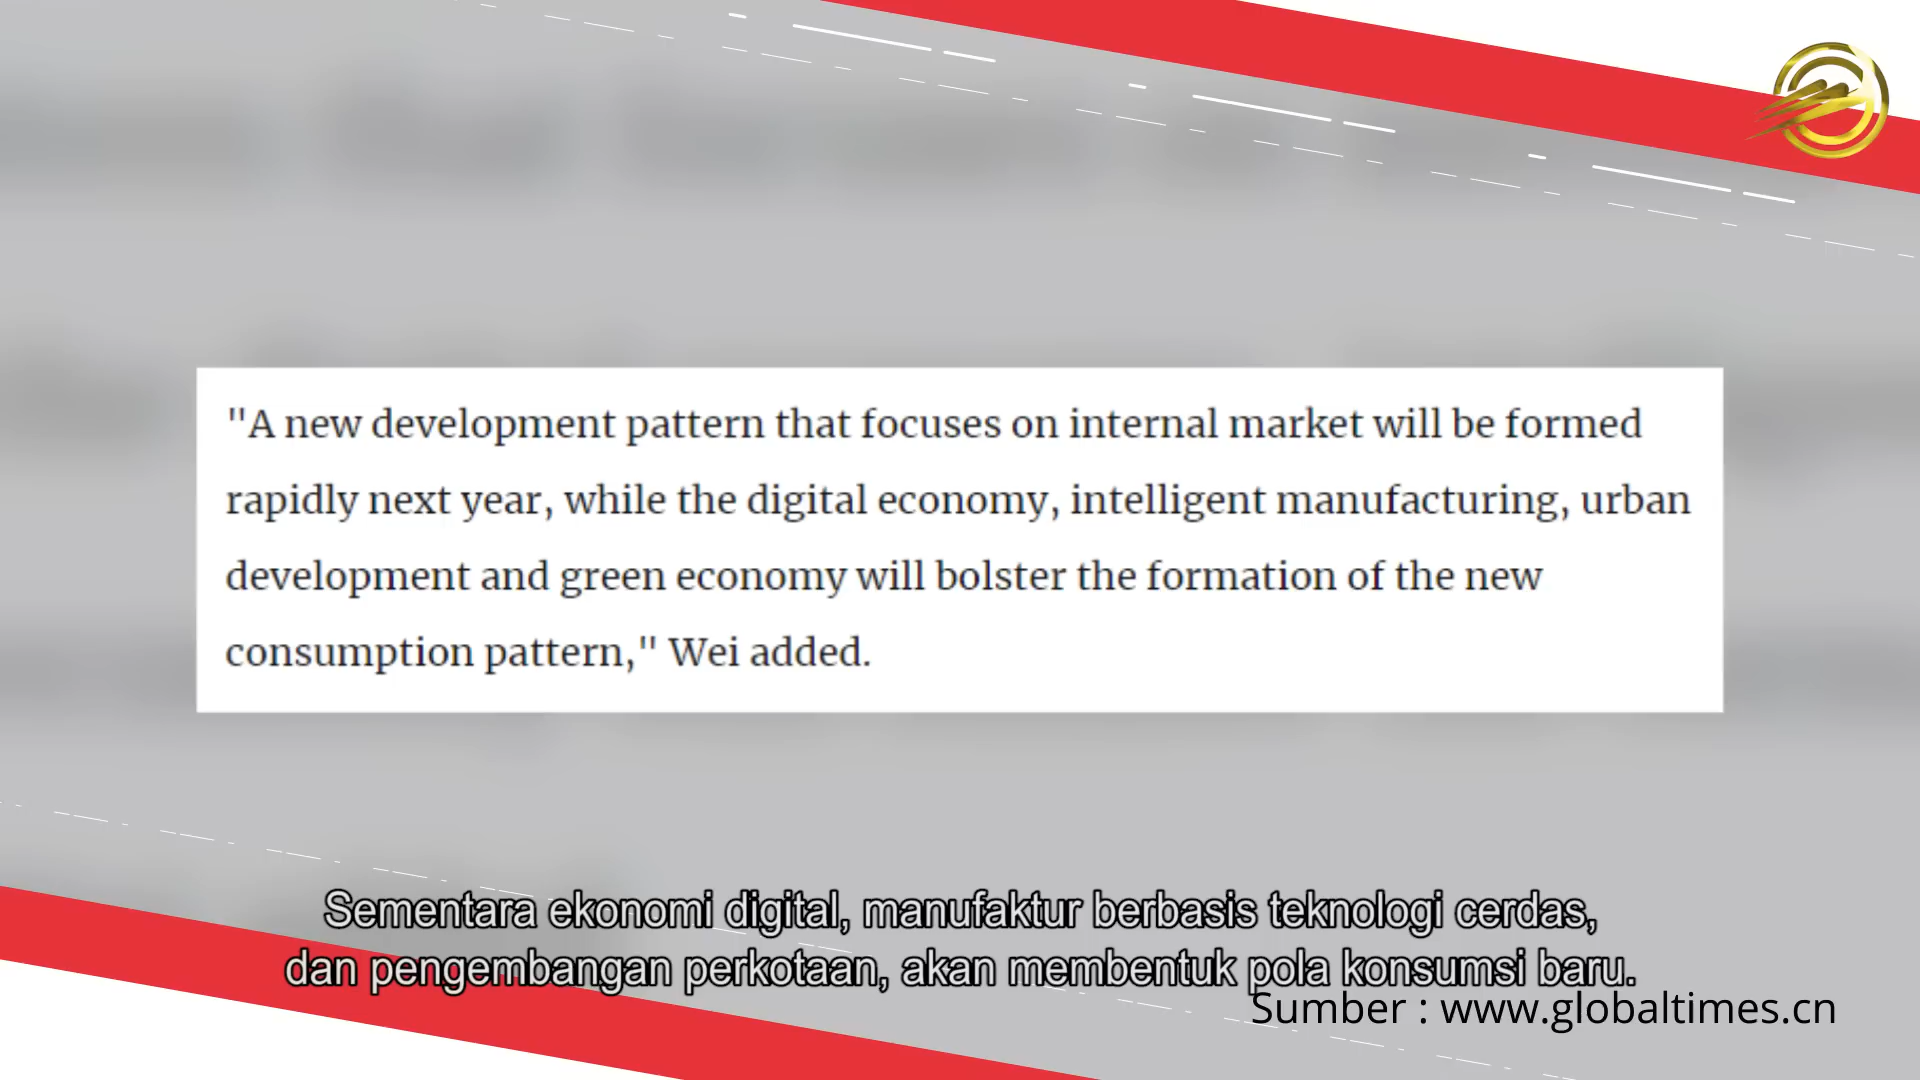 "A new development pattern that focuses on internal market will be formed
rapidly next year, while the digital economy, intelligent manufacturing, urban
development and green economy will bolster the formation of the new
consumption pattern," Wei added.
Sementara ekonomi digital, manufaktur berbasis teknologi cerdas,
dan pengembangan perkotaan, akan membentuk pola konsumsi baru.
Sumber : www.globaltimes.cn